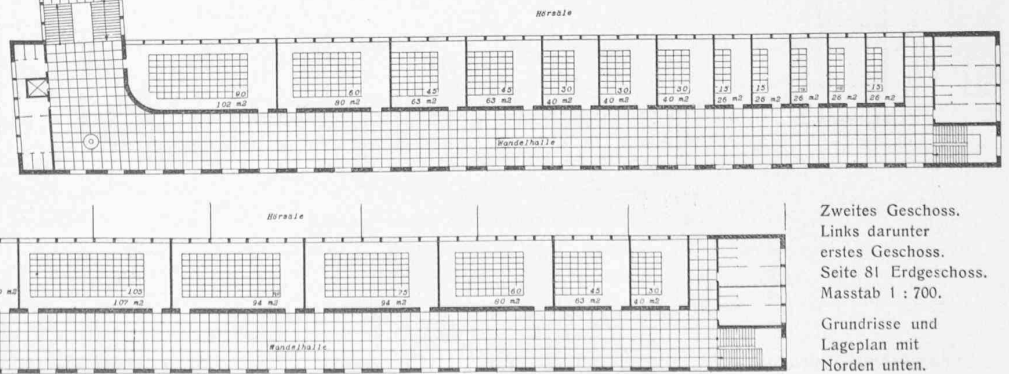 Hörsäle
90 60 45 45 30 30 30 15 15 15
102 m2 80 m2 63 m2 63 m2 40 m2 40 m2 40 m2 26 m2 26 m2 26 m2 26 m2 26 m2
Wandelhalle
Hörsäle
105 75 60 45 30
m2 107 m2 94 m2 94 m2 80 m2 63 m2 40 m2
Wandelhalle
Zweites Geschoss.
Links darunter
erstes Geschoss.
Seite 81 Erdgeschoss.
Masstab 1 : 700.
Grundrisse und
Lageplan mit
Norden unten.